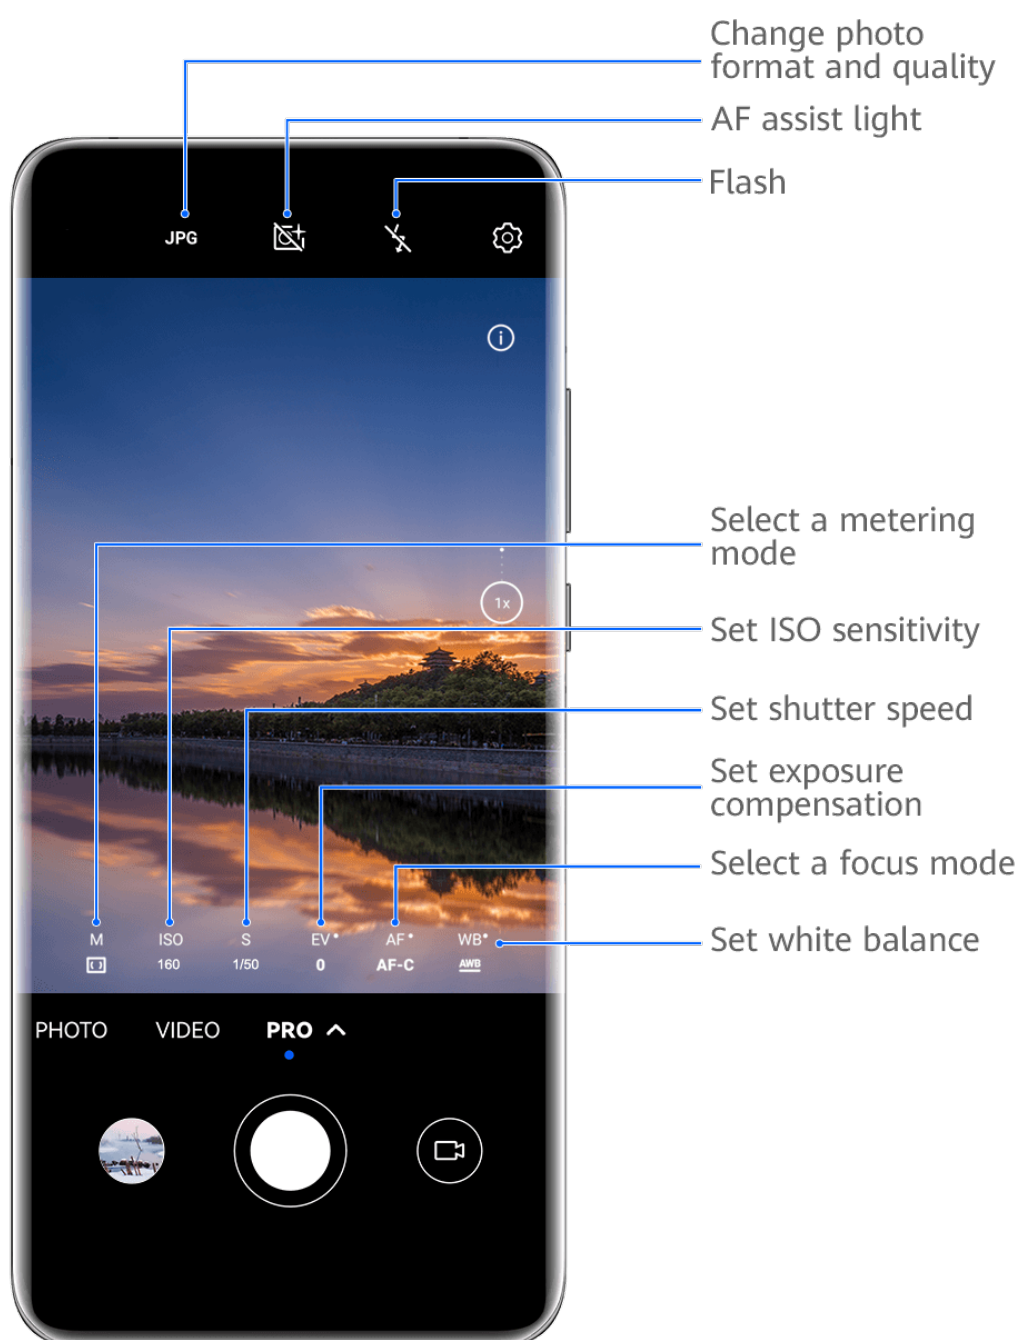 Change photo
format and quality
AF assist light
Flash
JPG
Select a metering
mode
1x
Set ISO sensitivity
Set shutter speed
Set exposure
compensation
Select a focus mode
M ISO S EV AF WB
Set white balance
160 1/50 0 AF-C AWB
PHOTO VIDEO PRO